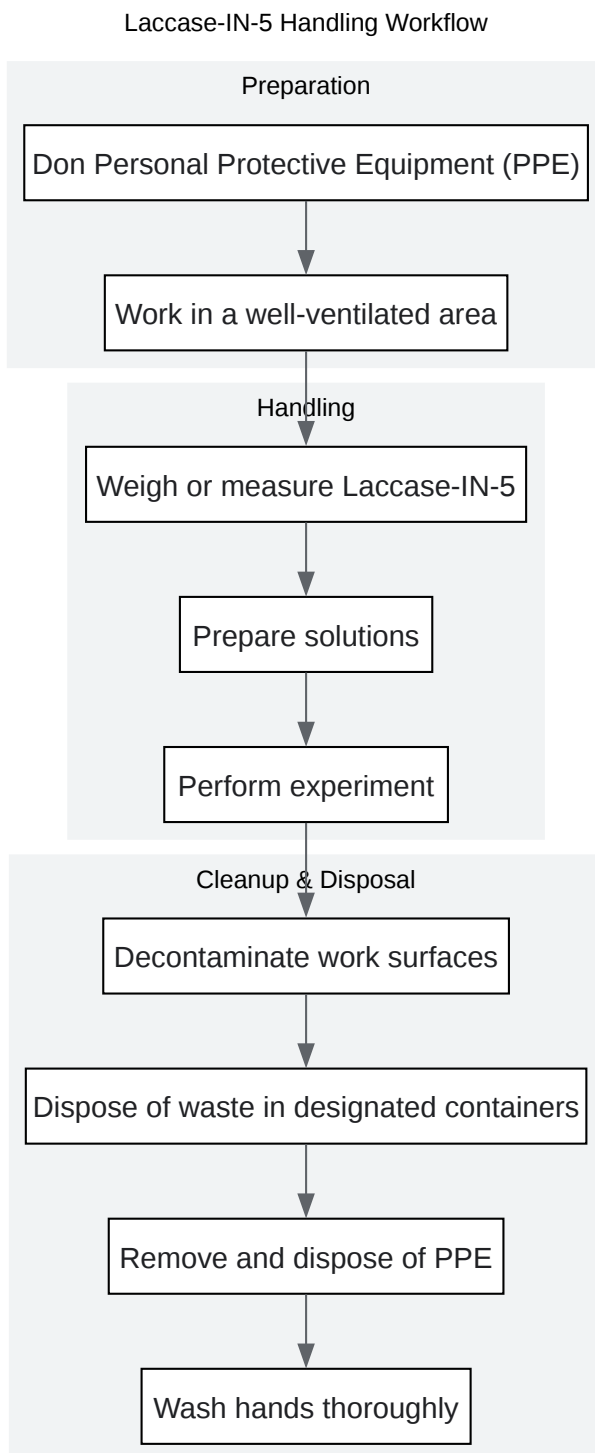 Laccase-IN-5 Handling Workflow
Preparation
Don Personal Protective Equipment (PPE)
Work in a well-ventilated area
Handling
Weigh or measure Laccase-IN-5
Prepare solutions
Perform experiment
Cleanup & Disposal
Decontaminate work surfaces
Dispose of waste in designated containers
Remove and dispose of PPE
Wash hands thoroughly